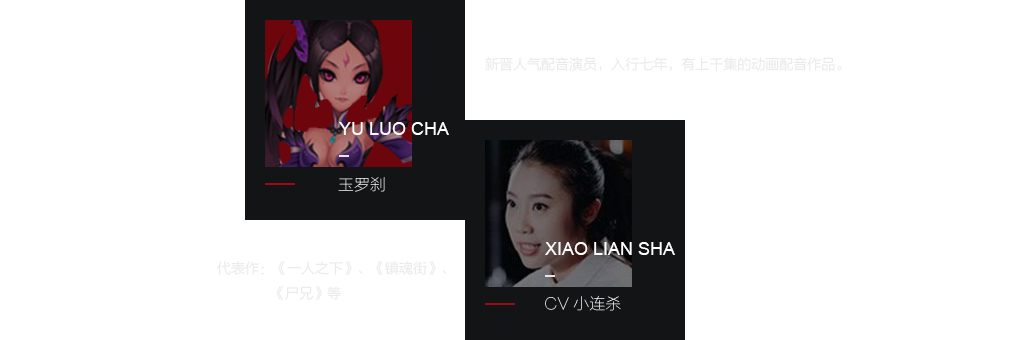 新晋人气配音演员，入行七年，有上千集的动画配音作品。
YU LUO CHA
玉罗刹
XIAO LIAN SHA
CV 小连杀
代表作：《一人之下》、《镇魂街》、
《尸兄》等